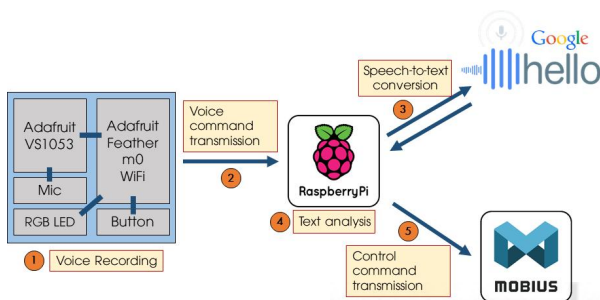 Google
hello
Speech-to-text
conversion
3
Voice
command
transmission
2
Adafruit
VS1053
Adafruit
Feather
m0
WiFi
Mic
RGB LED
Button
1 Voice Recording
RaspberryPi
4 Text analysis
5
Control
command
transmission
MOBIUS